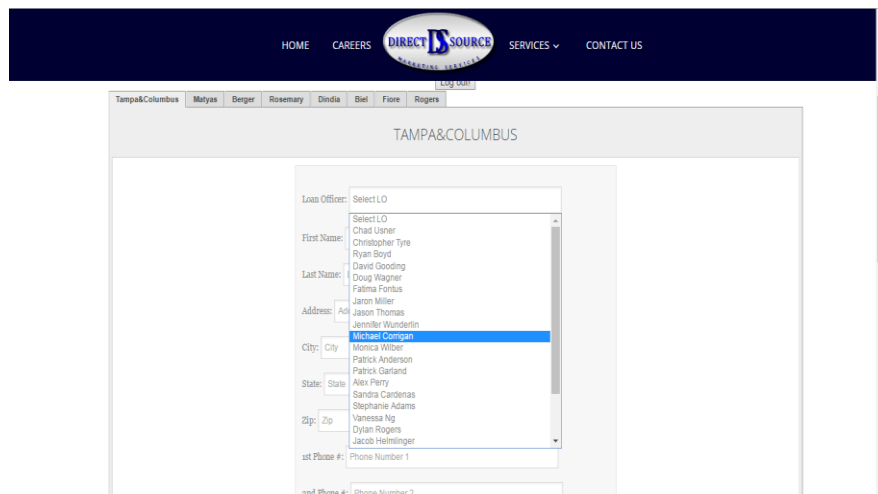 HOME CAREERS DIRECT DS SOURCE SERVICES CONTACT US
MARKETING SERVICES
Log out!
Tampa&Columbus Matyas Berger Rosemary Dindia Biel Fiore Rogers
TAMPA&COLUMBUS
Loan Officer: Select LO
Select LO
Chad Usner
First Name:
Christopher Tyre
Ryan Boyd
David Gooding
Last Name:
Doug Wagner
Fatima Fontus
Jaron Miller
Address:
Jason Thomas
Jennifer Wunderlin
Michael Corrigan
City: City
Monica Wilber
Patrick Anderson
Patrick Garland
State: State
Alex Perry
Sandra Cardenas
Stephanie Adams
Zip: Zip
Vanessa Ng
Dylan Rogers
Jacob Helmlinger
1st Phone #: Phone Number 1
2nd Phone #: Phone Number 2